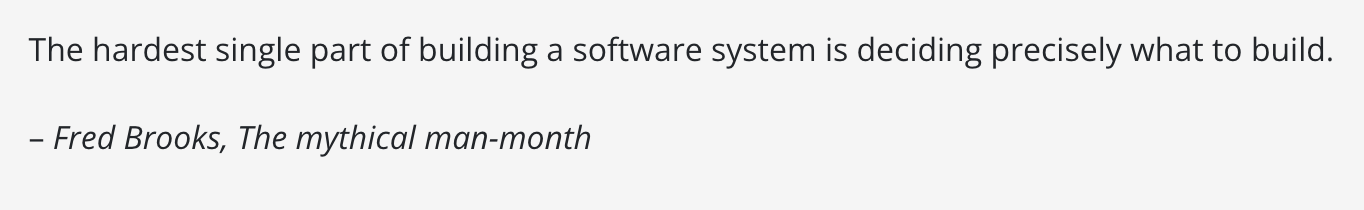 The hardest single part of building a software system is deciding precisely what to build.
– Fred Brooks, The mythical man-month